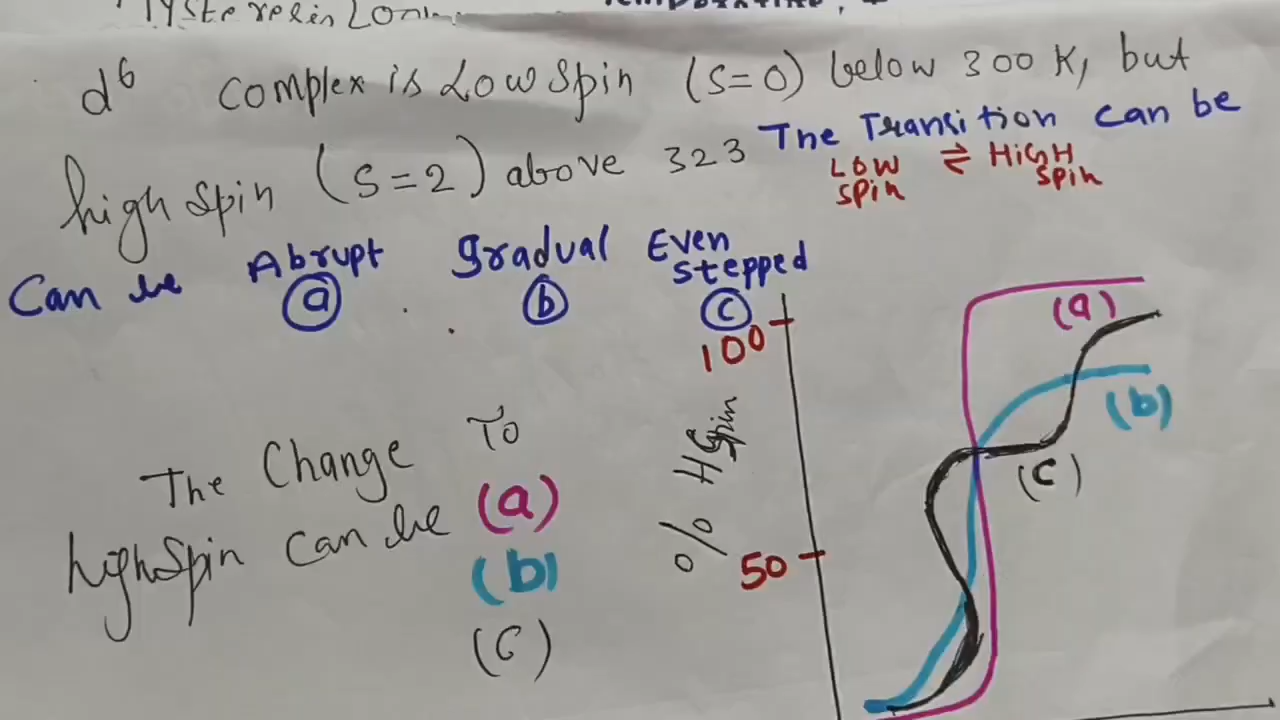 d⁶ complex is Low spin (S=0) below 300 K, but
high spin (S=2) above 323 The Transition can be
LOW SPIN ⇌ HIGH SPIN
Can be Abrupt Gradual Even stepped
(a) (b) (c)
100
(a)
(b)
The Change To
highspin can be (a)
(b)
(c)
% H Spin
50
(c)